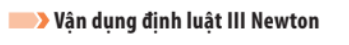 Vận dụng định luật III Newton